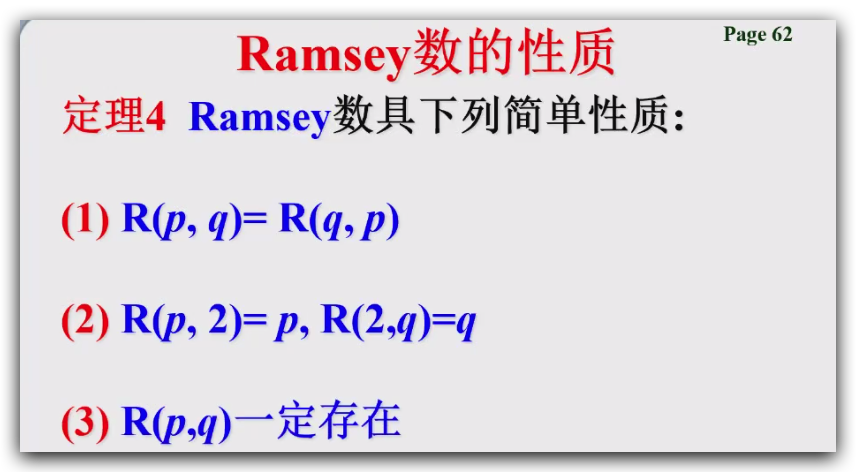 Page 62
Ramsey数的性质
定理4 Ramsey数具下列简单性质：
(1) R(p, q)= R(q, p)
(2) R(p, 2)= p, R(2,q)=q
(3) R(p,q)一定存在